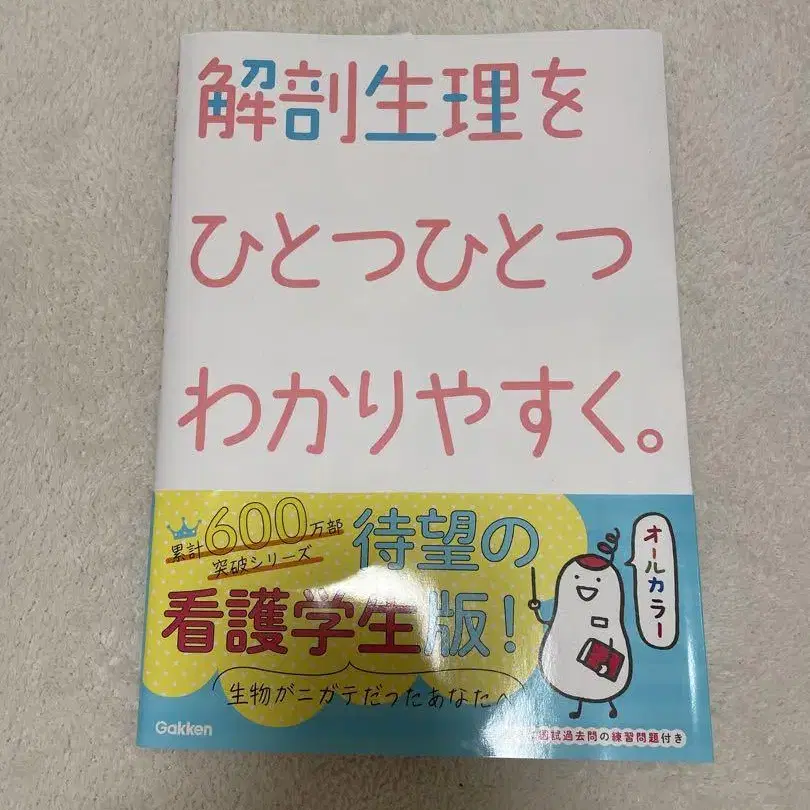 解剖生理を
ひとつひとつ
わかりやすく。
累計600万部
突破シリーズ
待望の
看護学生版!
生物がニガテだったあなたへ
オールカラー
Gakken
国試過去問の練習問題付き